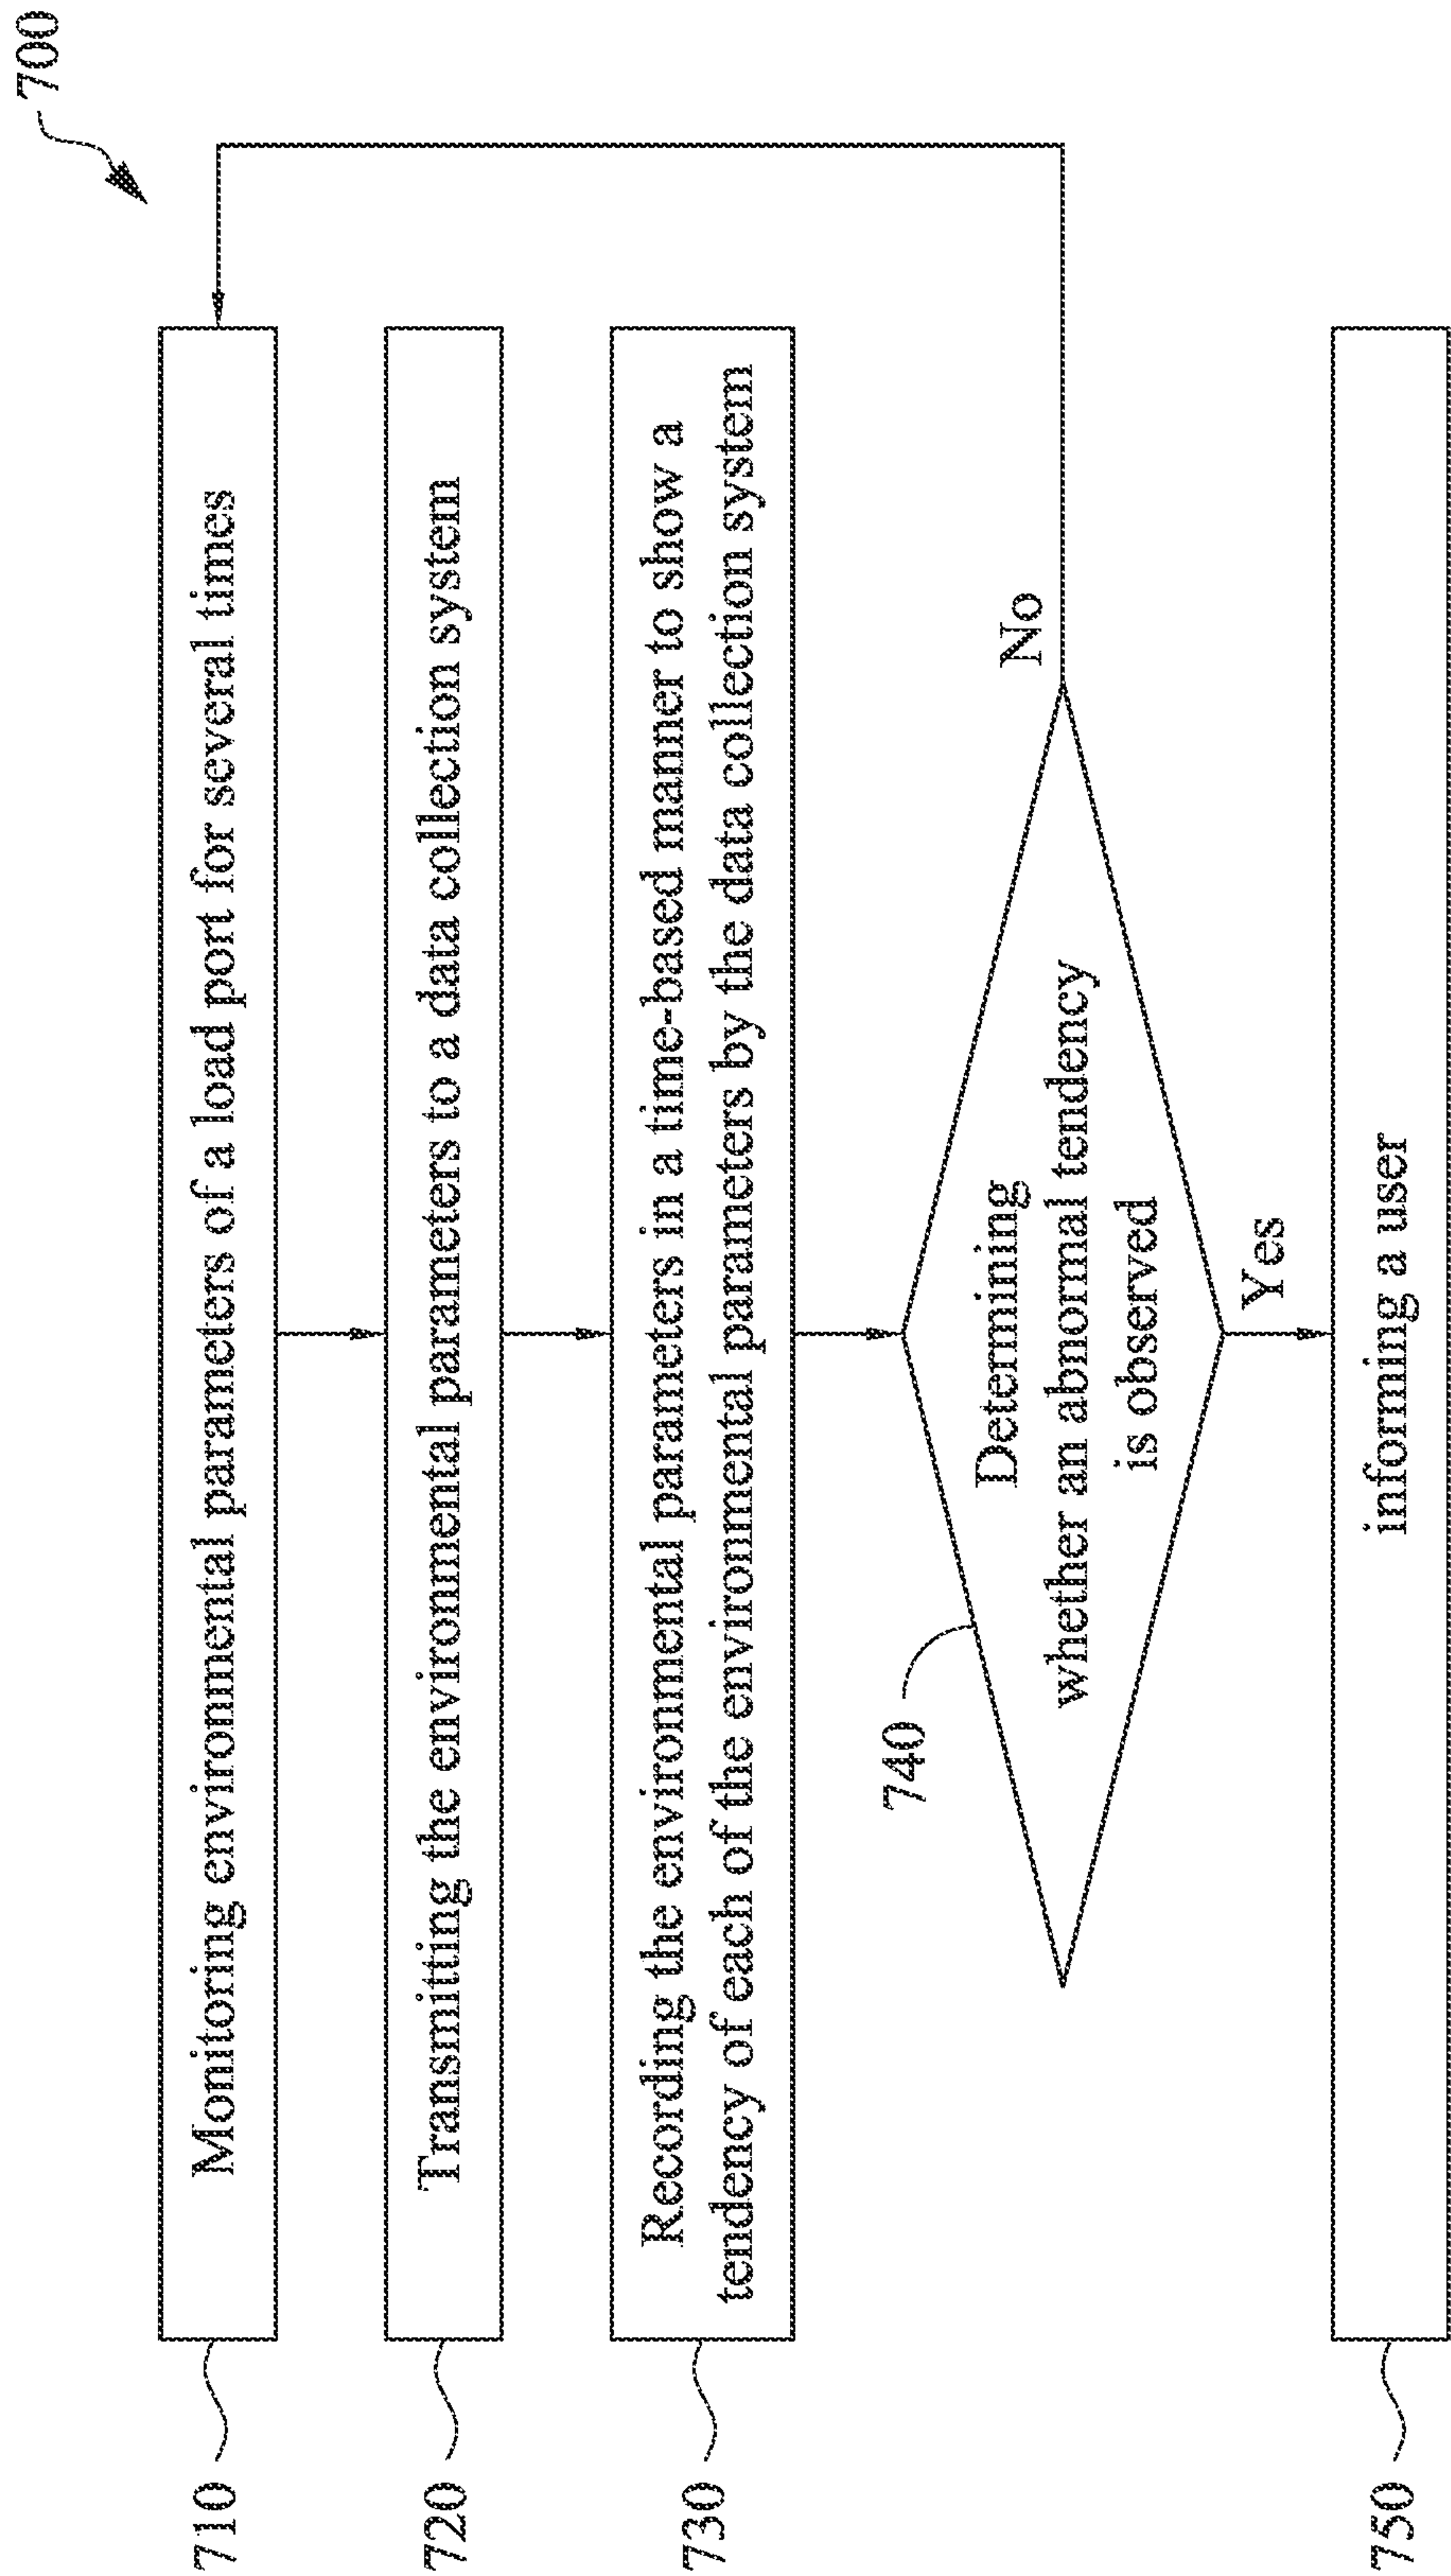 700
710
Monitoring environmental parameters of a load port for several times
720
Transmitting the environmental parameters to a data collection system
730
Recording the environmental parameters in a time-based manner to show a
tendency of each of the environmental parameters by the data collection system
740
Determining
whether an abnormal tendency
is observed
No
Yes
750
informing a user